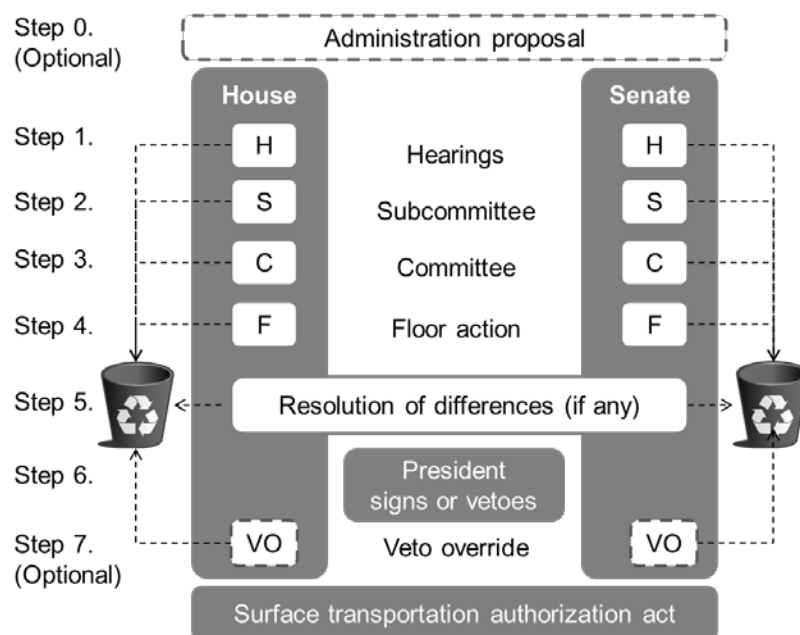 Step 0.
(Optional)
Administration proposal
House
Senate
Step 1.
H
Hearings
H
Step 2.
S
Subcommittee
S
Step 3.
C
Committee
C
Step 4.
F
Floor action
F
Step 5.
Resolution of differences (if any)
Step 6.
President
signs or vetoes
Step 7.
(Optional)
VO
Veto override
VO
Surface transportation authorization act